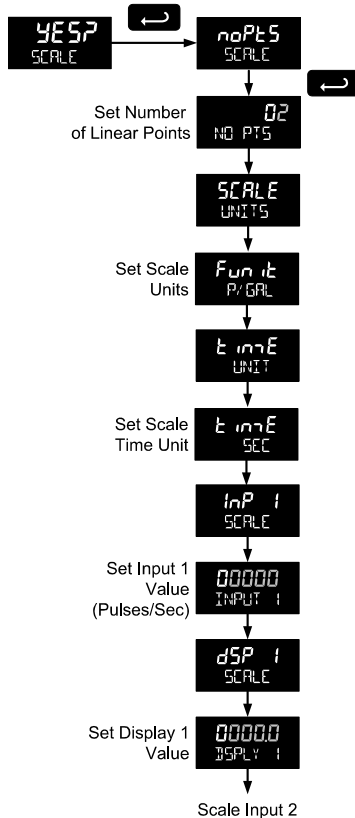 YES?
SCALE
noPtS
SCALE
Set Number
of Linear Points
02
NO PTS
SCALE
UNITS
Set Scale
Units
Funit
P/GAL
timE
UNIT
Set Scale
Time Unit
timE
SEC
InP 1
SCALE
Set Input 1
Value
(Pulses/Sec)
00000
INPUT 1
dSP 1
SCALE
Set Display 1
Value
0000.0
DSPLY 1
Scale Input 2